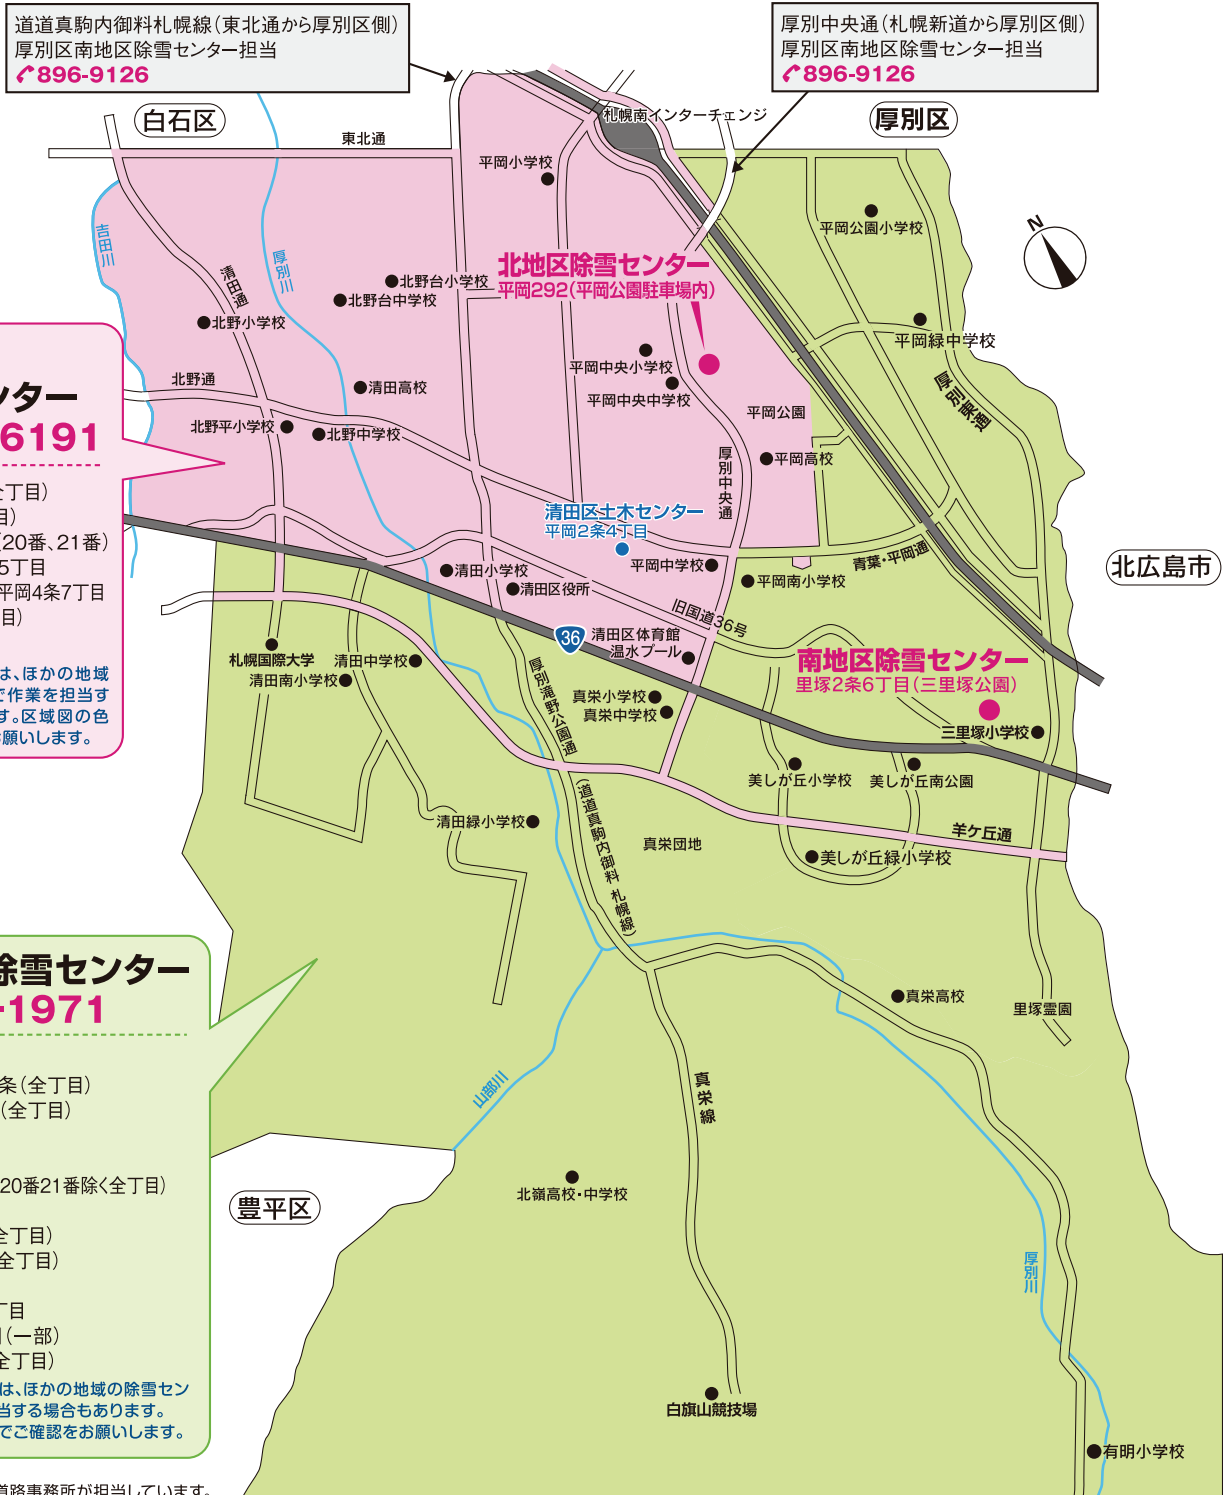 道道真駒内御料札幌線（東北通から厚別区側）
厚別区南地区除雪センター担当
896-9126
厚別中央通（札幌新道から厚別区側）
厚別区南地区除雪センター担当
896-9126
白石区
厚別区
札幌南インターチェンジ
東北通
平岡小学校
N
平岡公園小学校
吉田川
厚別川
清田通
北野台小学校
北野台中学校
北地区除雪センター
平岡292（平岡公園駐車場内）
北野小学校
平岡緑中学校
平岡中央小学校
平岡中央中学校
厚別東通
北野通
清田高校
平岡公園
北野平小学校
北野中学校
平岡高校
厚別中央通
ンター
6191
全丁目）
目）
（20番、21番）
5丁目
平岡4条7丁目
目）
は、ほかの地域
で作業を担当す
す。区域図の色
お願いします。
清田区土木センター
平岡2条4丁目
平岡中学校
青葉・平岡通
北広島市
清田小学校
平岡南小学校
清田区役所
旧国道36号
36
清田区体育館
温水プール
札幌国際大学
清田中学校
清田南小学校
南地区除雪センター
里塚2条6丁目（三里塚公園）
厚別滝野公園通
真栄小学校
真栄中学校
三里塚小学校
美しが丘小学校
美しが丘南公園
（道道真駒内御料 札幌線）
清田緑小学校
羊ケ丘通
真栄団地
美しが丘緑小学校
除雪センター
-1971
条（全丁目）
（全丁目）
20番21番除く全丁目）
全丁目）
全丁目）
丁目
目（一部）
全丁目）
は、ほかの地域の除雪セン
当する場合もあります。
でご確認をお願いします。
真栄高校
里塚霊園
山部川
真栄線
豊平区
北嶺高校・中学校
厚別川
白旗山競技場
有明小学校
道路事務所が担当しています。